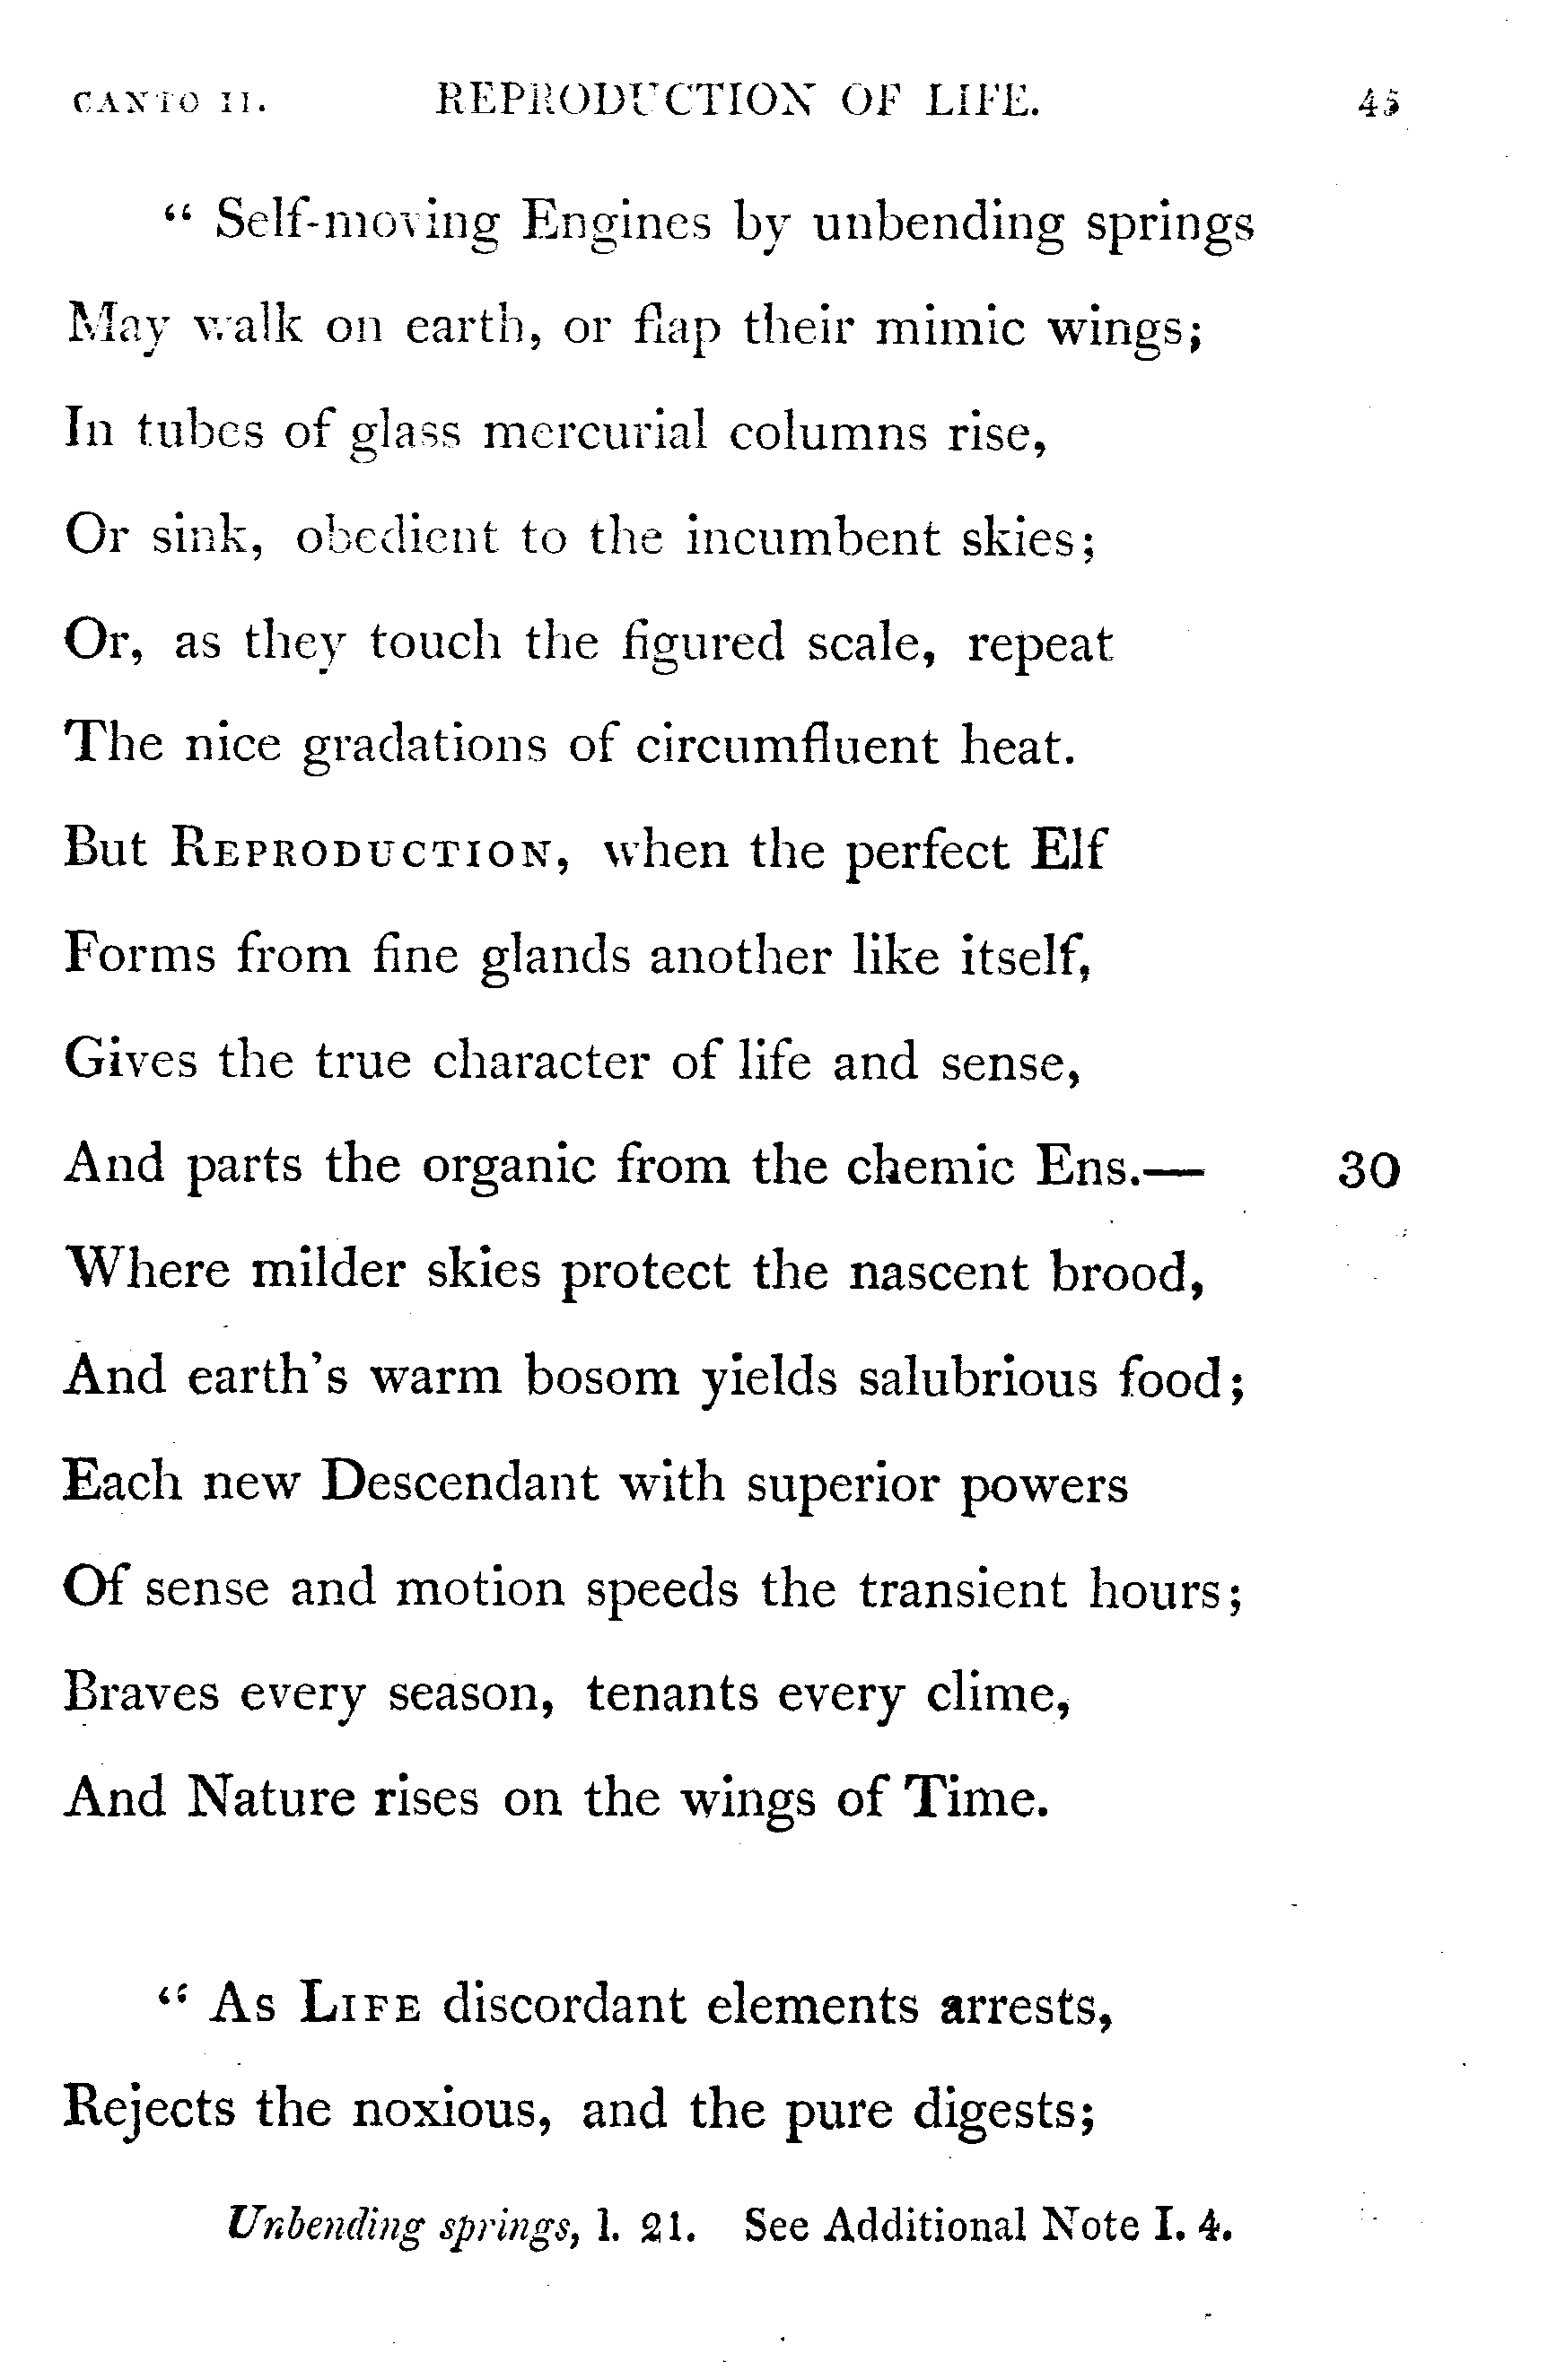 CANTO II. REPRODUCTION OF LIFE. 45
“ Self-moving Engines by unbending springs
May walk on earth, or flap their mimic wings;
In tubes of glass mercurial columns rise,
Or sink, obedient to the incumbent skies;
Or, as they touch the figured scale, repeat
The nice gradations of circumfluent heat.
But REPRODUCTION, when the perfect Elf
Forms from fine glands another like itself,
Gives the true character of life and sense,
And parts the organic from the chemic Ens.— 30
Where milder skies protect the nascent brood,
And earth's warm bosom yields salubrious food;
Each new Descendant with superior powers
Of sense and motion speeds the transient hours;
Braves every season, tenants every clime,
And Nature rises on the wings of Time.
“ As LIFE discordant elements arrests,
Rejects the noxious, and the pure digests;
Unbending springs, l. 21. See Additional Note I. 4.